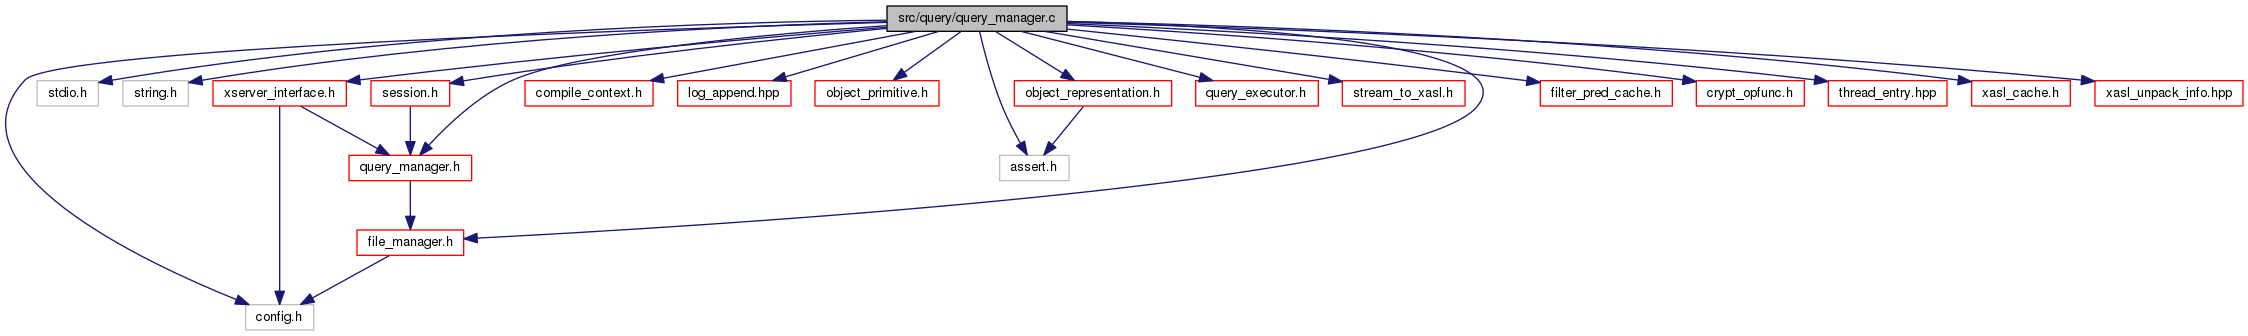 src/query/query_manager.c
stdio.h
string.h
xserver_interface.h
session.h
compile_context.h
log_append.hpp
object_primitive.h
object_representation.h
query_executor.h
stream_to_xasl.h
filter_pred_cache.h
crypt_opfunc.h
thread_entry.hpp
xasl_cache.h
xasl_unpack_info.hpp
query_manager.h
assert.h
file_manager.h
config.h